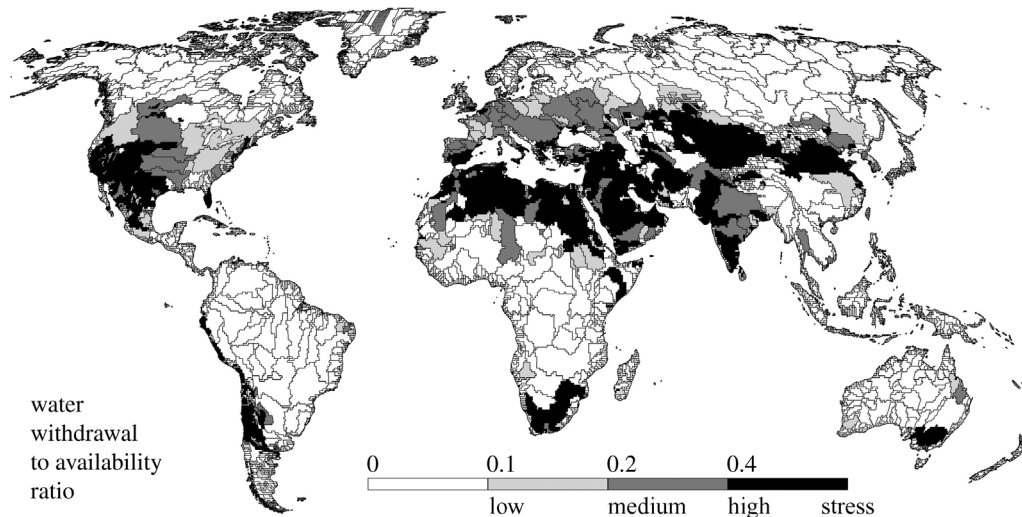 water
withdrawal
to availability
ratio
0 0.1 0.2 0.4
low medium high stress